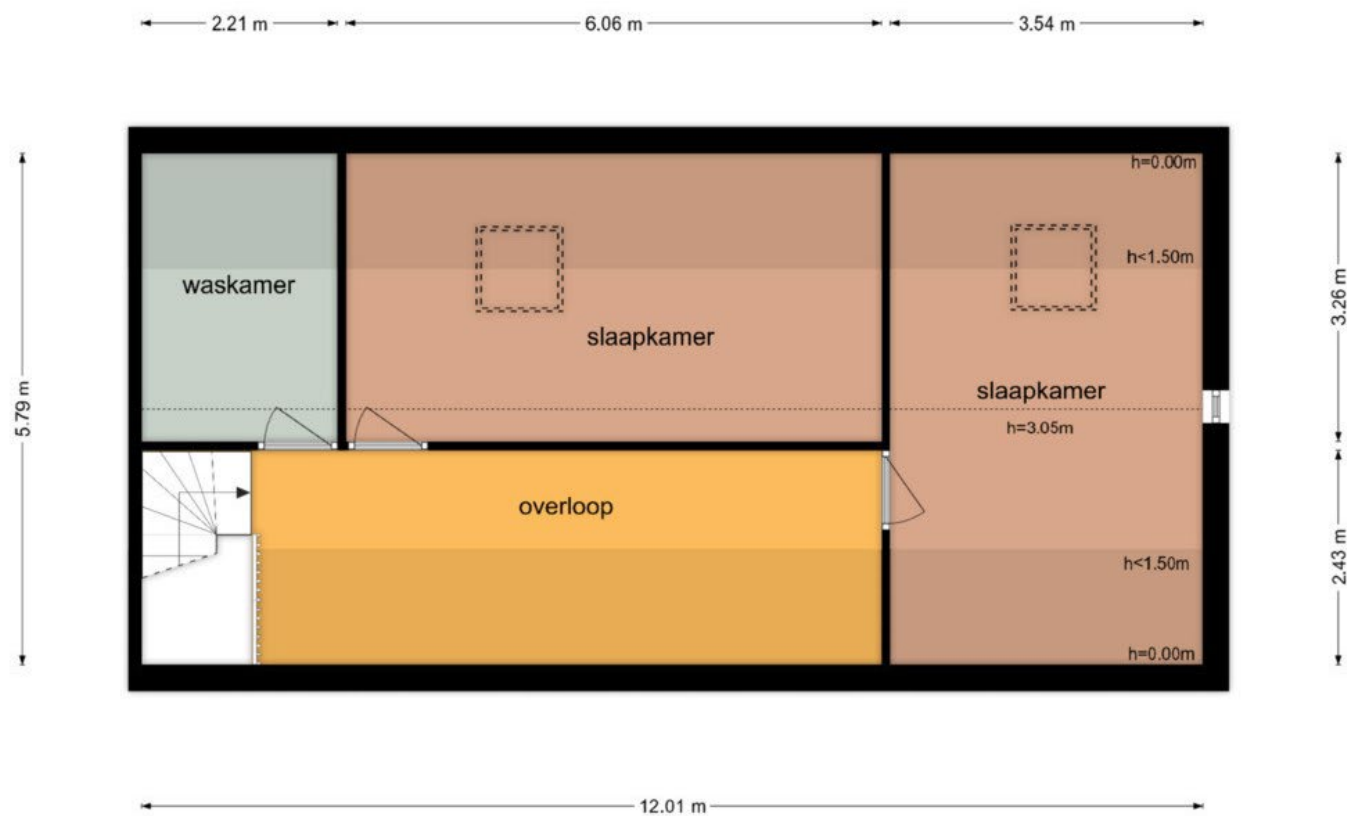 2.21 m
6.06 m
3.54 m
h=0.00m
h<1.50m
waskamer
slaapkamer
slaapkamer
h=3.05m
3.26 m
5.79 m
overloop
h<1.50m
2.43 m
h=0.00m
12.01 m